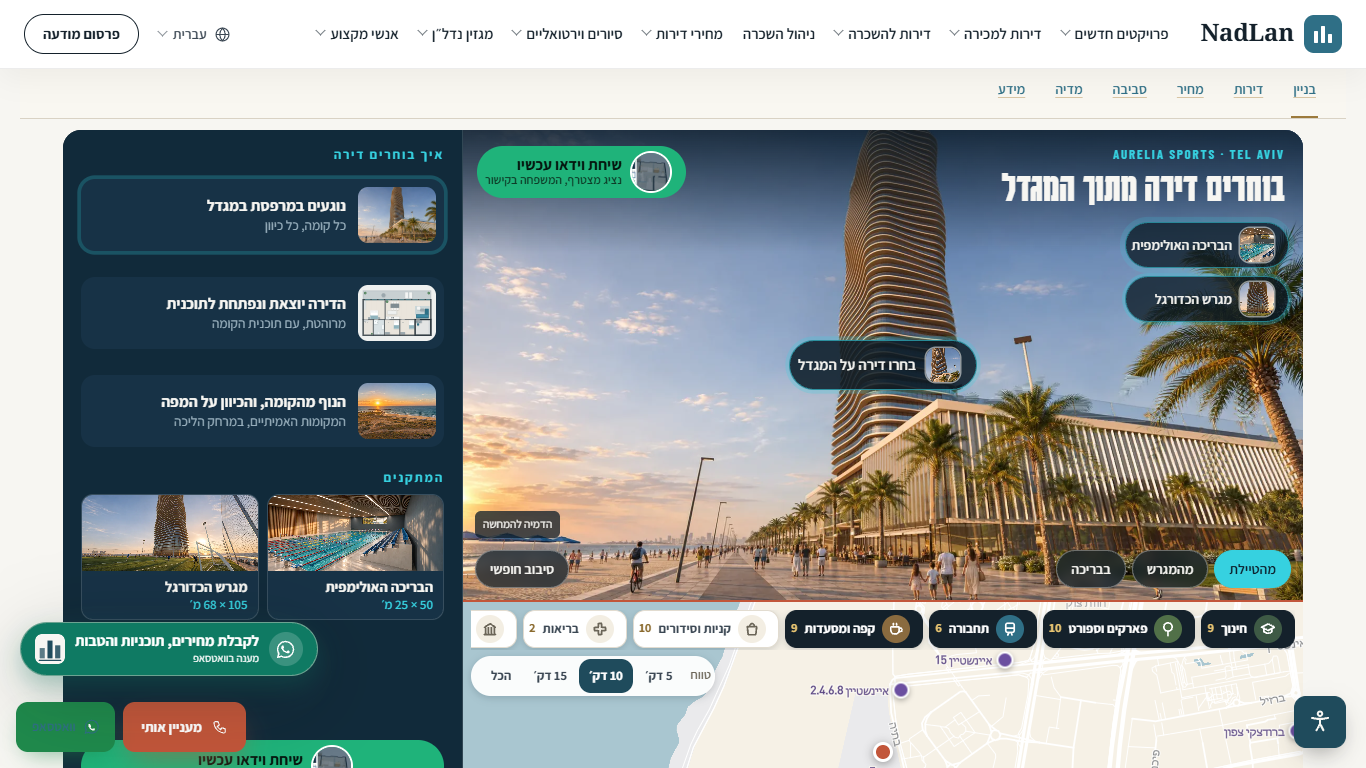 NadLan
פרויקטים חדשים
דירות למכירה
דירות להשכרה
ניהול השכרה
מחירי דירות
סיורים וירטואליים
מגזין נדל״ן
אנשי מקצוע
עברית
פרסום מודעה
בניין
דירות
מחיר
סביבה
מדיה
מידע
AURELIA SPORTS · TEL AVIV
בוחרים דירה מתוך המגדל
שיחת וידאו עכשיו
נציג מצטרף, המשפחה בקישור
הבריכה האולימפית
מגרש הכדורגל
בחרו דירה על המגדל
הדמיה להמחשה
מהטיילת
מהמגרש
בבריכה
סיבוב חופשי
איך בוחרים דירה
נוגעים במרפסת במגדל
כל קומה, כל כיוון
הדירה יוצאת ונפתחת לתוכנית
מרוהטת, עם תוכנית הקומה
הנוף מהקומה, והכיוון על המפה
המקומות האמיתיים, במרחק הליכה
המתקנים
הבריכה האולימפית
50 × 25 מ׳
מגרש הכדורגל
105 × 68 מ׳
חינוך 9
פארקים וספורט 10
תחבורה 6
קפה ומסעדות 9
קניות וסידורים 10
בריאות 2
טווח
5 דק׳
10 דק׳
15 דק׳
הכל
איינשטיין 15
איינשטיין 2.4.6.8
ברזיל
ברודצקי צפון
לקבלת מחירים, תוכניות והטבות
מענה בוואטסאפ
מעניין אותי
שיחת וידאו עכשיו